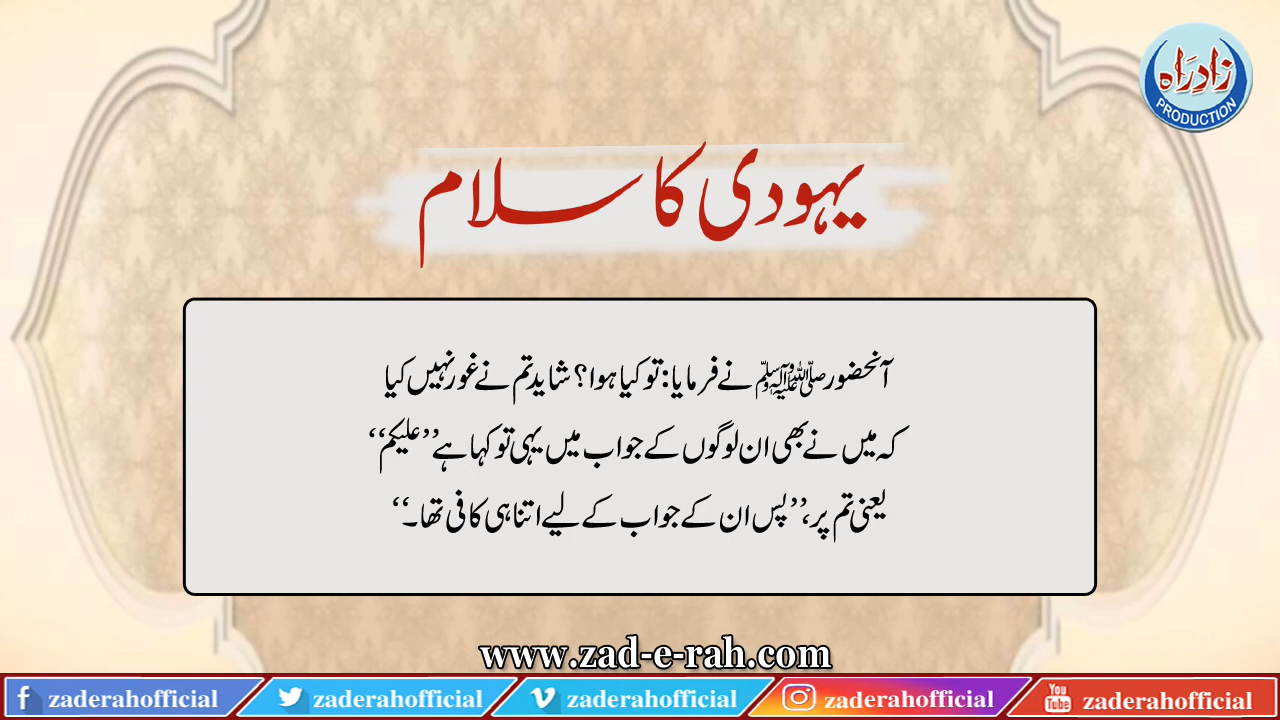 زادِرَاہ
PRODUCTION
یہودی کا سلام
آنحضورﷺ نے فرمایا: تو کیا ہوا؟ شاید تم نے غور نہیں کیا
کہ میں نے بھی ان لوگوں کے جواب میں یہی تو کہا ہے ’’علیکم‘‘
یعنی تم پر، ’’پس ان کے جواب کے لیے اتنا ہی کافی تھا۔‘‘
www.zad-e-rah.com
zaderahofficial zaderahofficial zaderahofficial zaderahofficial You Tube zaderahofficial